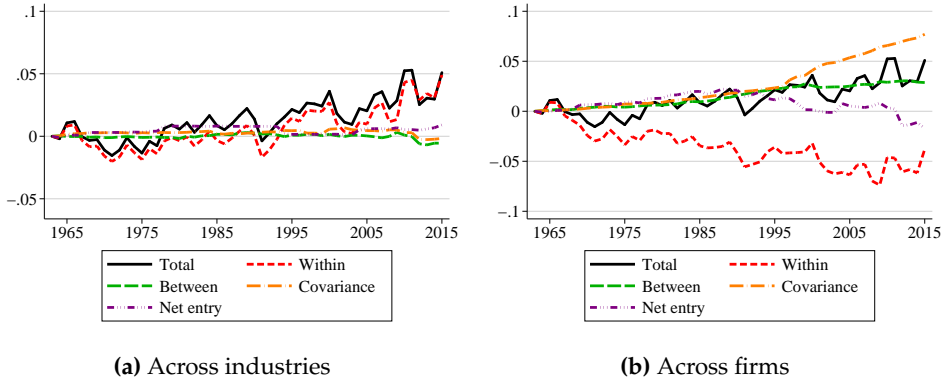 .1
.05
0
−.05
1965 1975 1985 1995 2005 2015
Total Within
Between Covariance
Net entry
(a) Across industries
.1
.05
0
−.05
−.1
1965 1975 1985 1995 2005 2015
Total Within
Between Covariance
Net entry
(b) Across firms